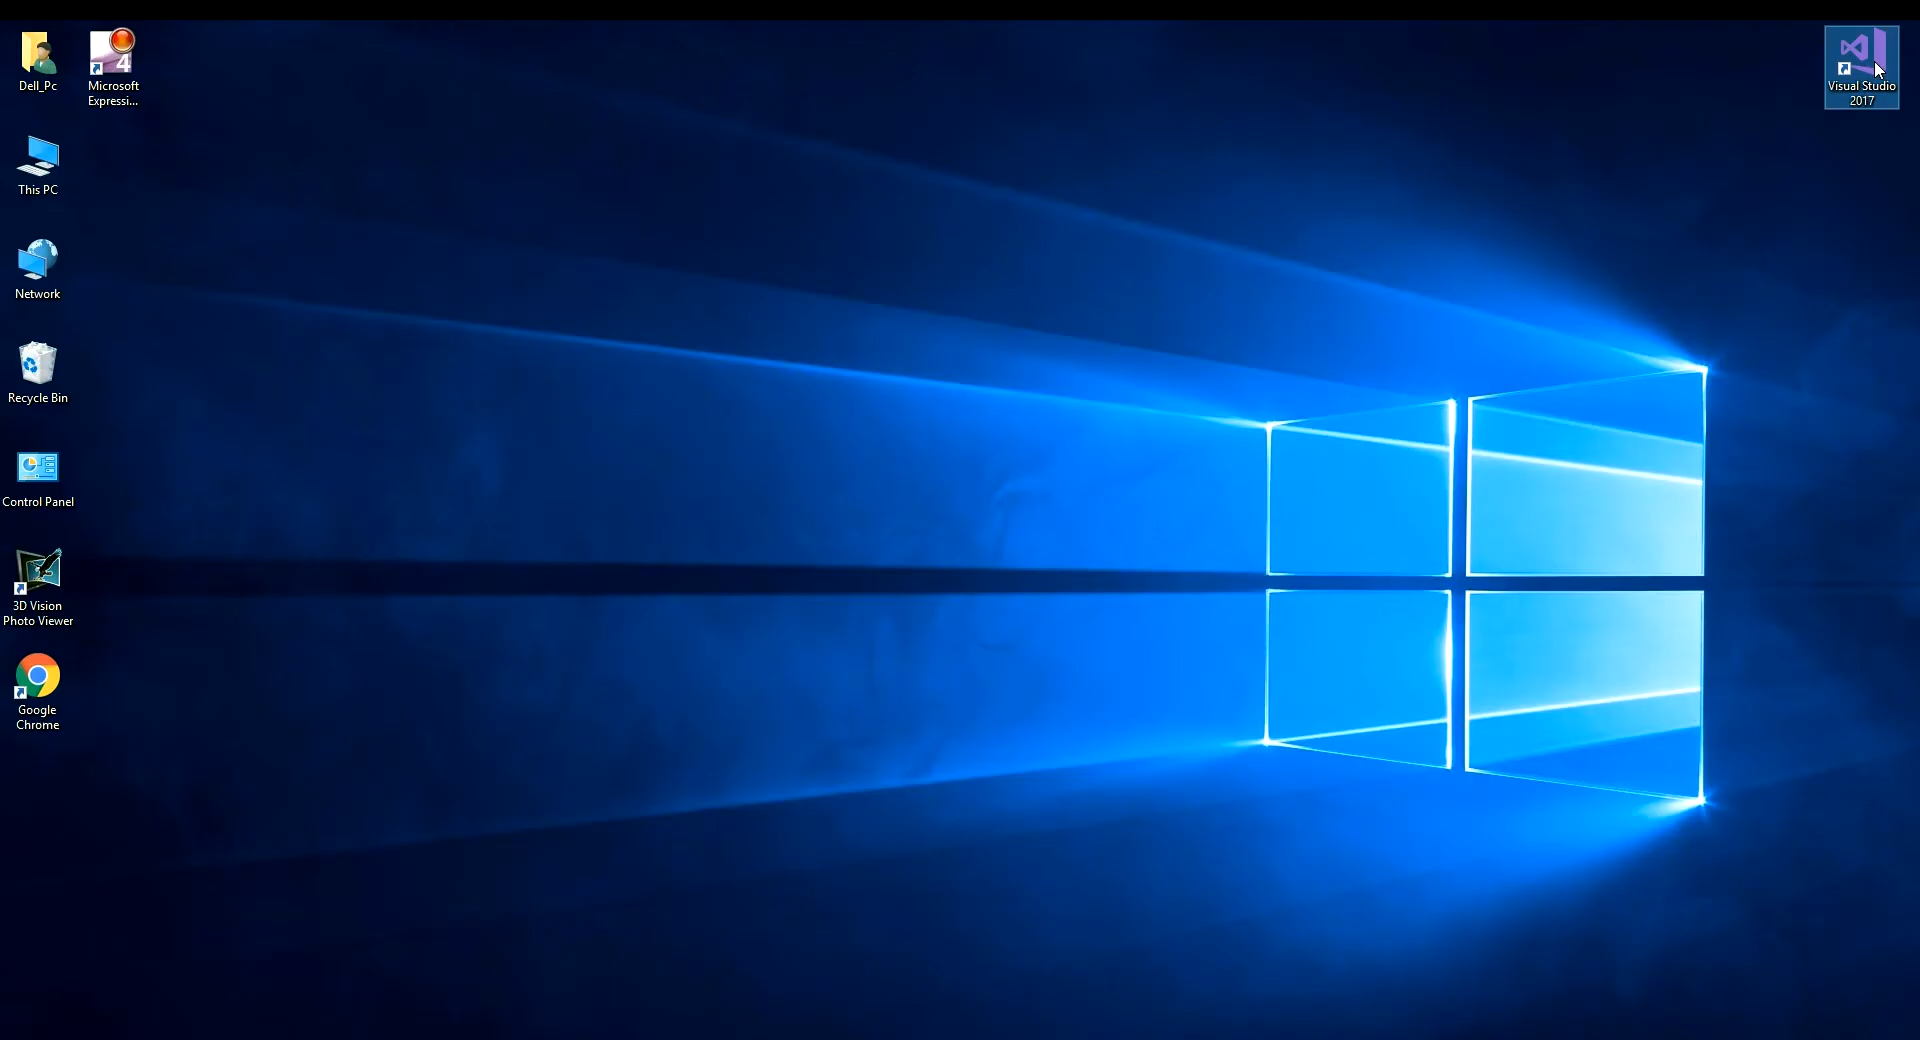 Dell_Pc
Microsoft
Expressi...
4
Visual Studio
2017
This PC
Network
Recycle Bin
Control Panel
3D Vision
Photo Viewer
Google
Chrome